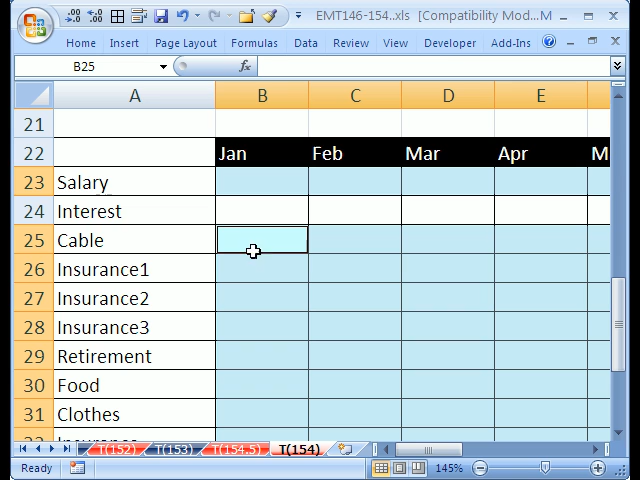 EMT146-154..xls [Compatibility Mod... M
Home Insert Page Layout Formulas Data Review View Developer Add-Ins
B25 fx
A B C D E
21
22 Jan Feb Mar Apr M
23 Salary
24 Interest
25 Cable
26 Insurance1
27 Insurance2
28 Insurance3
29 Retirement
30 Food
31 Clothes
T(152) T(153) T(154.5) T(154)
Ready 145%